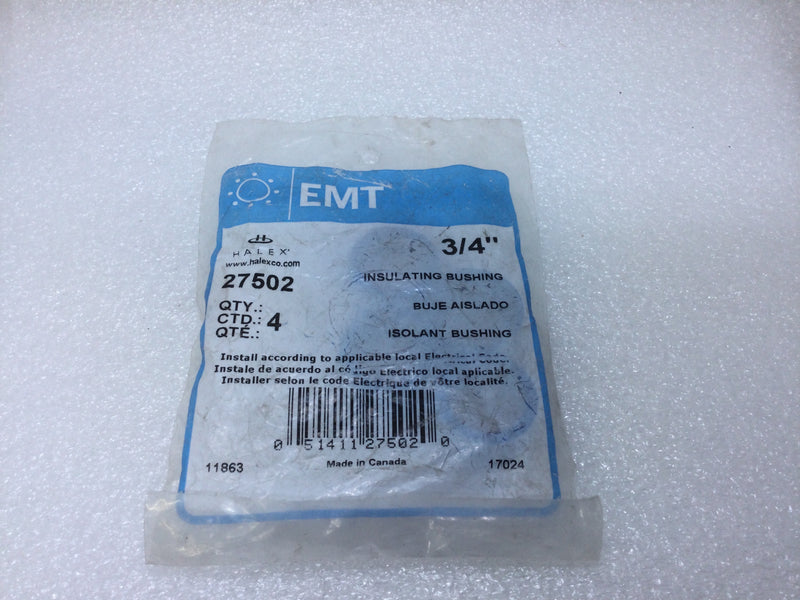 EMT
HALEX
www.halexco.com
3/4"
27502
INSULATING BUSHING
QTY.:
CTD.: 4
QTÉ.:
BUJE AISLADO
ISOLANT BUSHING
Install according to applicable local Electrical Code.
Instale de acuerdo al código Electrico local aplicable.
Installer selon le code Electrique de vôtre localité.
0 51411 27502 0
11863 Made in Canada 17024